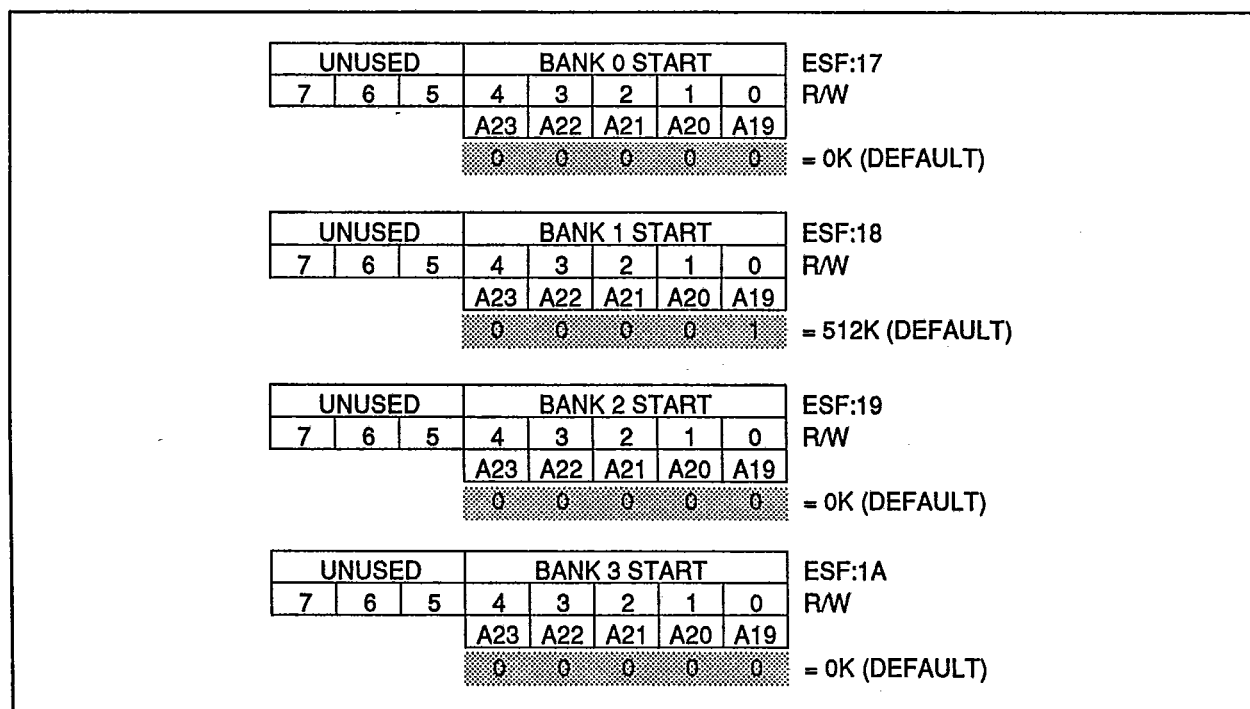 UNUSED BANK 0 START ESF:17
7 6 5 4 3 2 1 0 R/W
A23 A22 A21 A20 A19
0 0 0 0 0 = 0K (DEFAULT)
UNUSED BANK 1 START ESF:18
7 6 5 4 3 2 1 0 R/W
A23 A22 A21 A20 A19
0 0 0 0 1 = 512K (DEFAULT)
UNUSED BANK 2 START ESF:19
7 6 5 4 3 2 1 0 R/W
A23 A22 A21 A20 A19
0 0 0 0 0 = 0K (DEFAULT)
UNUSED BANK 3 START ESF:1A
7 6 5 4 3 2 1 0 R/W
A23 A22 A21 A20 A19
0 0 0 0 0 = 0K (DEFAULT)